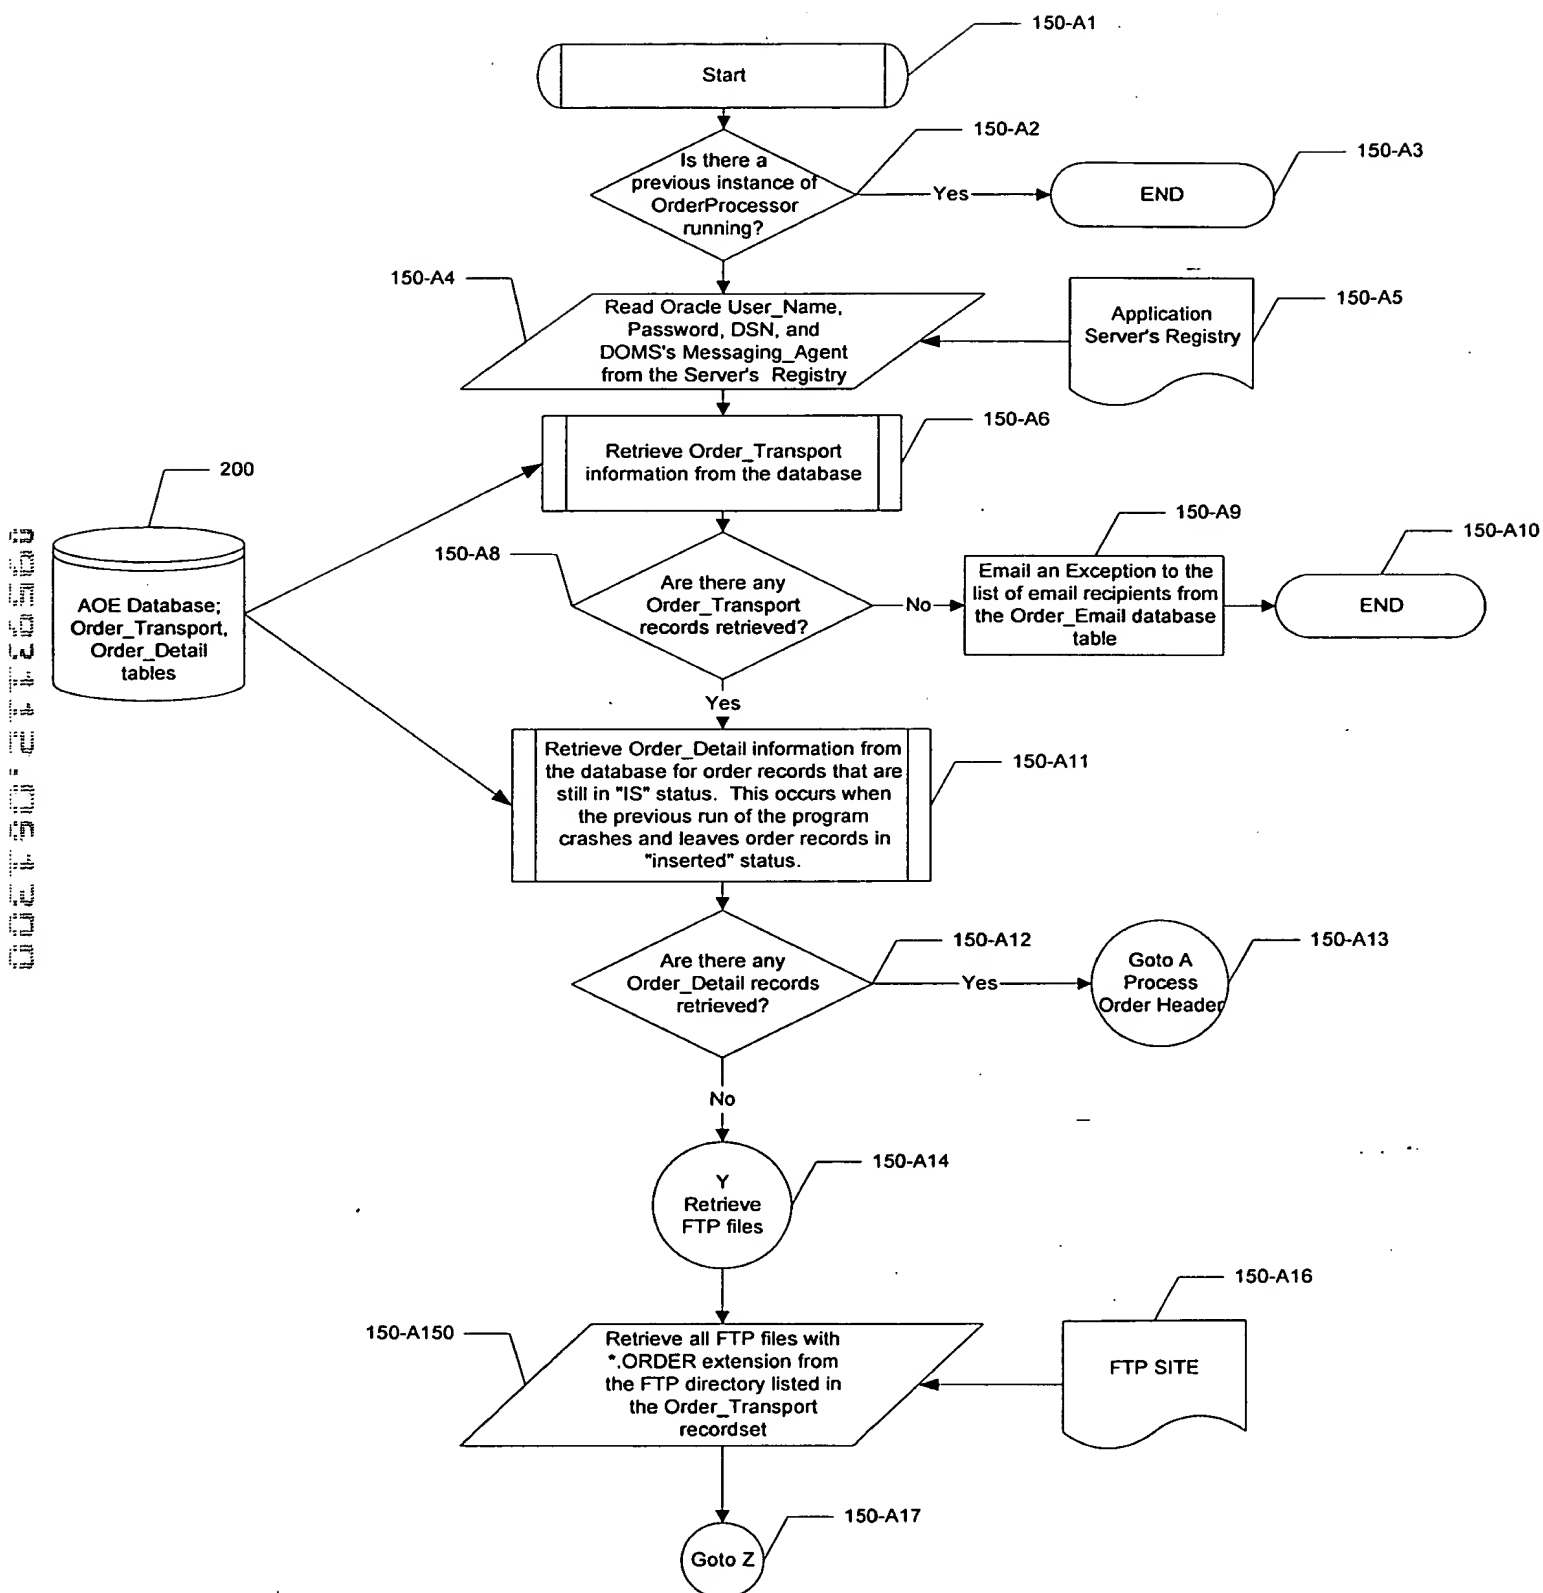 150-A1
Start
150-A2
Is there a
previous instance of
OrderProcessor
running?
Yes
150-A3
END
150-A4
Read Oracle User_Name,
Password, DSN, and
DOMS's Messaging_Agent
from the Server's Registry
150-A5
Application
Server's Registry
150-A6
Retrieve Order_Transport
information from the database
200
AOE Database;
Order_Transport,
Order_Detail
tables
150-A8
Are there any
Order_Transport
records retrieved?
No
150-A9
Email an Exception to the
list of email recipients from
the Order_Email database
table
150-A10
END
Yes
150-A11
Retrieve Order_Detail information from
the database for order records that are
still in "IS" status. This occurs when
the previous run of the program
crashes and leaves order records in
"inserted" status.
150-A12
Are there any
Order_Detail records
retrieved?
Yes
150-A13
Goto A
Process
Order Header
No
150-A14
Y
Retrieve
FTP files
150-A150
Retrieve all FTP files with
*.ORDER extension from
the FTP directory listed in
the Order_Transport
recordset
150-A16
FTP SITE
150-A17
Goto Z